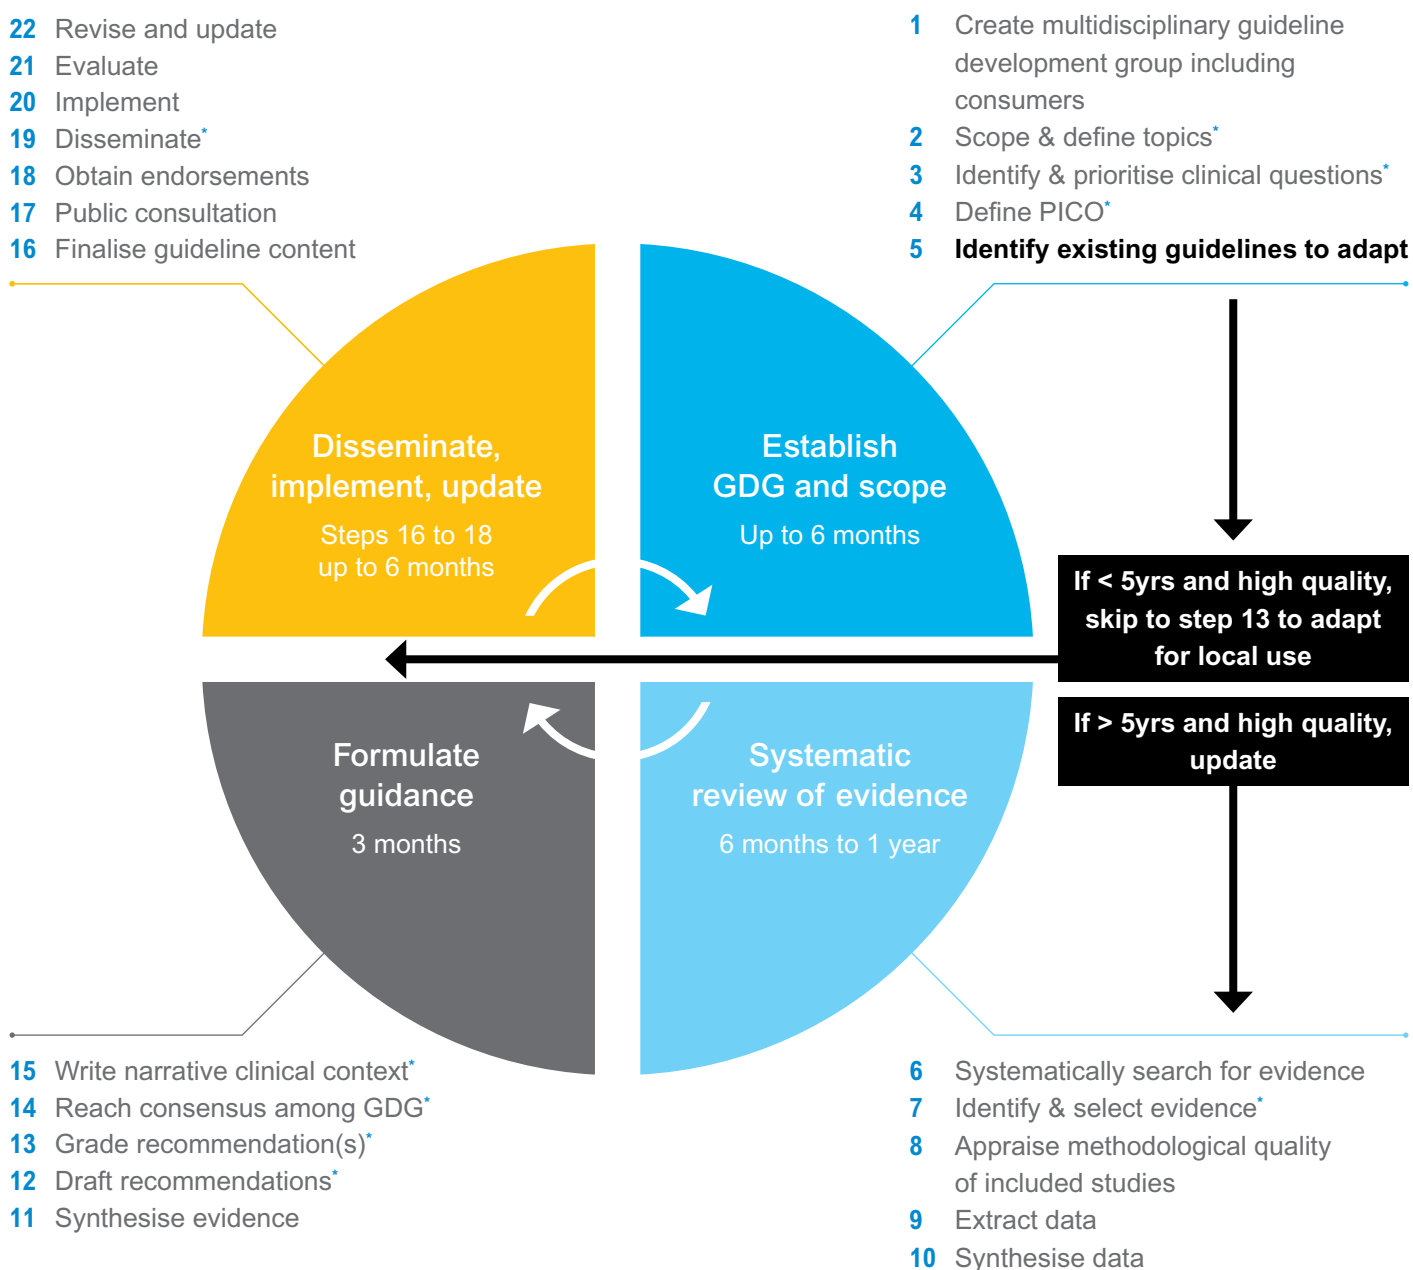 22 Revise and update
21 Evaluate
20 Implement
19 Disseminate*
18 Obtain endorsements
17 Public consultation
16 Finalise guideline content
1 Create multidisciplinary guideline
development group including
consumers
2 Scope & define topics*
3 Identify & prioritise clinical questions*
4 Define PICO*
5 Identify existing guidelines to adapt
Disseminate,
implement, update
Steps 16 to 18
up to 6 months
Establish
GDG and scope
Up to 6 months
If < 5yrs and high quality,
skip to step 13 to adapt
for local use
If > 5yrs and high quality,
update
Formulate
guidance
3 months
Systematic
review of evidence
6 months to 1 year
15 Write narrative clinical context*
14 Reach consensus among GDG*
13 Grade recommendation(s)*
12 Draft recommendations*
11 Synthesise evidence
6 Systematically search for evidence
7 Identify & select evidence*
8 Appraise methodological quality
of included studies
9 Extract data
10 Synthesise data